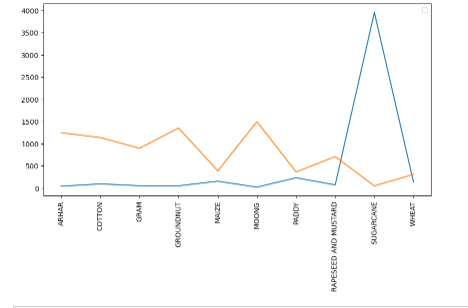 4000
3500
3000
2500
2000
1500
1000
500
0
ARHAR
COTTON
GRAM
GROUNDNUT
MAIZE
MOONG
PADDY
RAPESEED AND MUSTARD
SUGARCANE
WHEAT